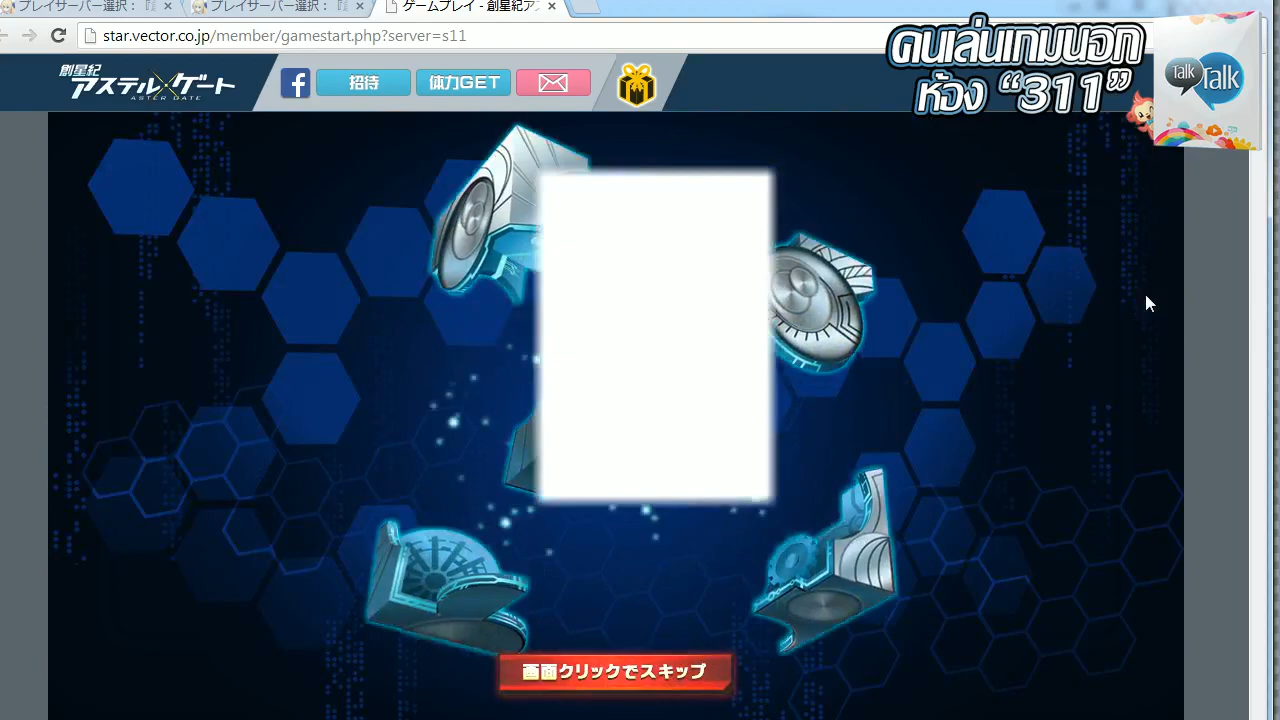 プレイサーバー選択：『創
プレイサーバー選択：『創
ゲームプレイ - 創星紀アス
star.vector.co.jp/member/gamestart.php?server=s11
創星紀
アステル×ゲート
ASTER GATE
招待
体力GET
คนเล่นเกมนอก
ห้อง “311”
Talk
Talk
画面クリックでスキップ